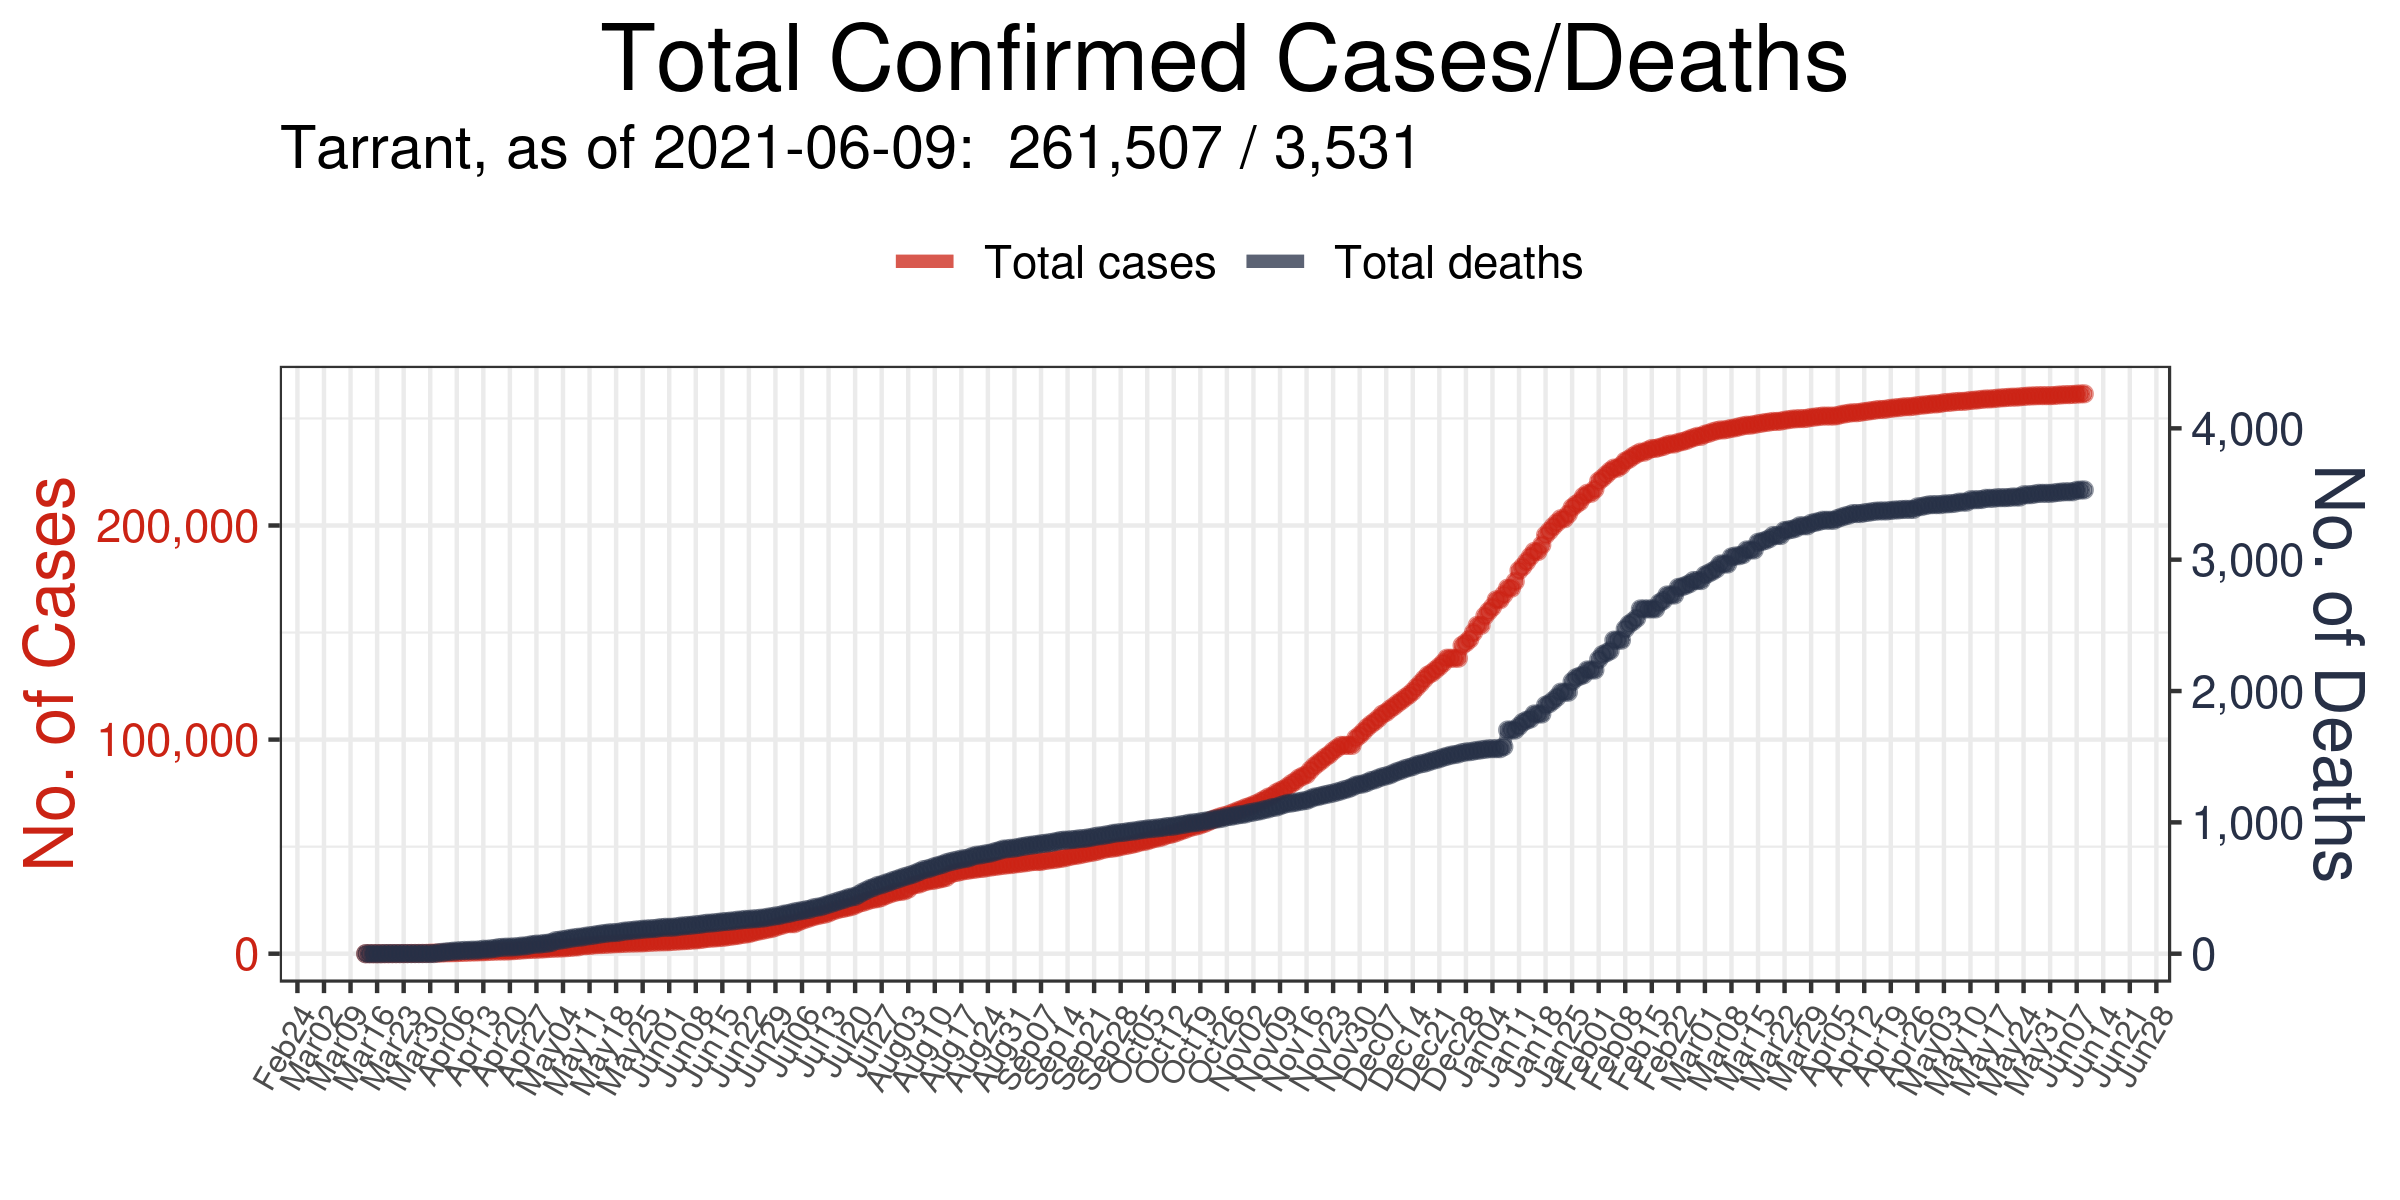 Total Confirmed Cases/Deaths
Tarrant, as of 2021-06-09:  261,507 / 3,531
Total cases
Total deaths
No. of Cases
200,000
100,000
0
4,000
3,000
2,000
1,000
0
No. of Deaths
Feb24
Mar02
Mar09
Mar16
Mar23
Mar30
Apr06
Apr13
Apr20
Apr27
May04
May11
May18
May25
Jun01
Jun08
Jun15
Jun22
Jun29
Jul06
Jul13
Jul20
Jul27
Aug03
Aug10
Aug17
Aug24
Aug31
Sep07
Sep14
Sep21
Sep28
Oct05
Oct12
Oct19
Oct26
Nov02
Nov09
Nov16
Nov23
Nov30
Dec07
Dec14
Dec21
Dec28
Jan04
Jan11
Jan18
Jan25
Feb01
Feb08
Feb15
Feb22
Mar01
Mar08
Mar15
Mar22
Mar29
Apr05
Apr12
Apr19
Apr26
May03
May10
May17
May24
May31
Jun07
Jun14
Jun21
Jun28